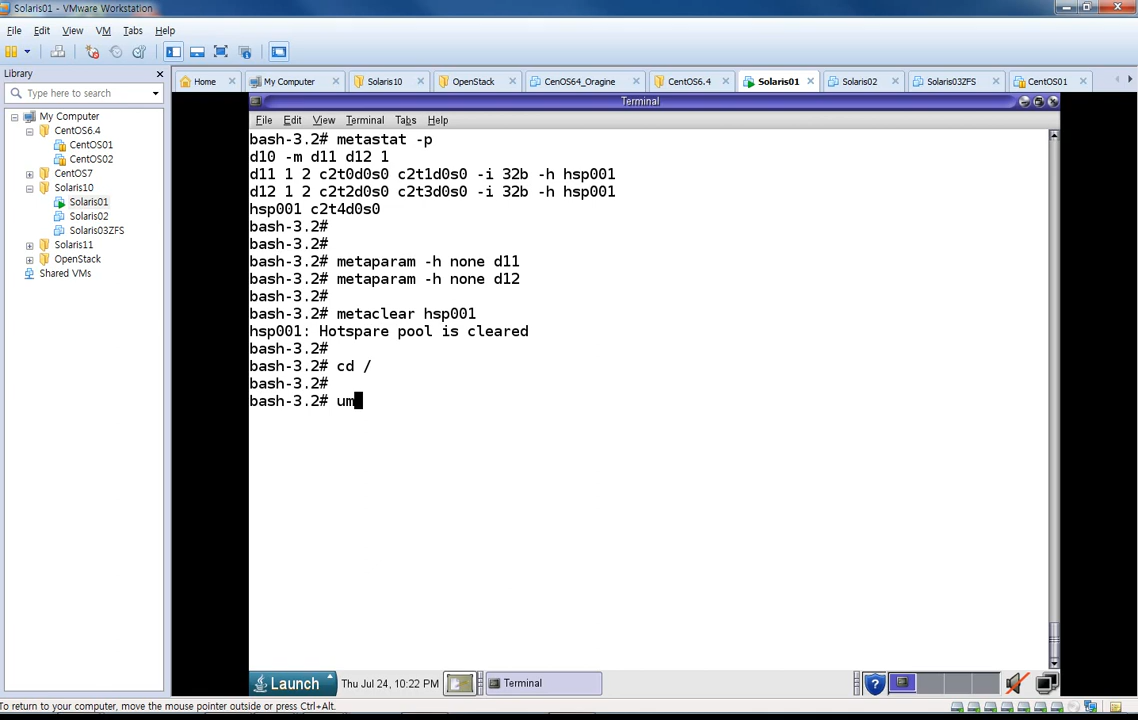 Solaris01 - VMware Workstation
File Edit View VM Tabs Help
Library
Type here to search
My Computer
CentOS6.4
CentOS01
CentOS02
CentOS7
Solaris10
Solaris01
Solaris02
Solaris03ZFS
Solaris11
OpenStack
Shared VMs
Home My Computer Solaris10 OpenStack CenOS64_Oragine CentOS6.4 Solaris01 Solaris02 Solaris03ZFS CentOS01
Terminal
File Edit View Terminal Tabs Help
bash-3.2# metastat -p
d10 -m d11 d12 1
d11 1 2 c2t0d0s0 c2t1d0s0 -i 32b -h hsp001
d12 1 2 c2t2d0s0 c2t3d0s0 -i 32b -h hsp001
hsp001 c2t4d0s0
bash-3.2#
bash-3.2#
bash-3.2# metaparam -h none d11
bash-3.2# metaparam -h none d12
bash-3.2#
bash-3.2# metaclear hsp001
hsp001: Hotspare pool is cleared
bash-3.2#
bash-3.2# cd /
bash-3.2#
bash-3.2# um
Launch Thu Jul 24, 10:22 PM Terminal
To return to your computer, move the mouse pointer outside or press Ctrl+Alt.